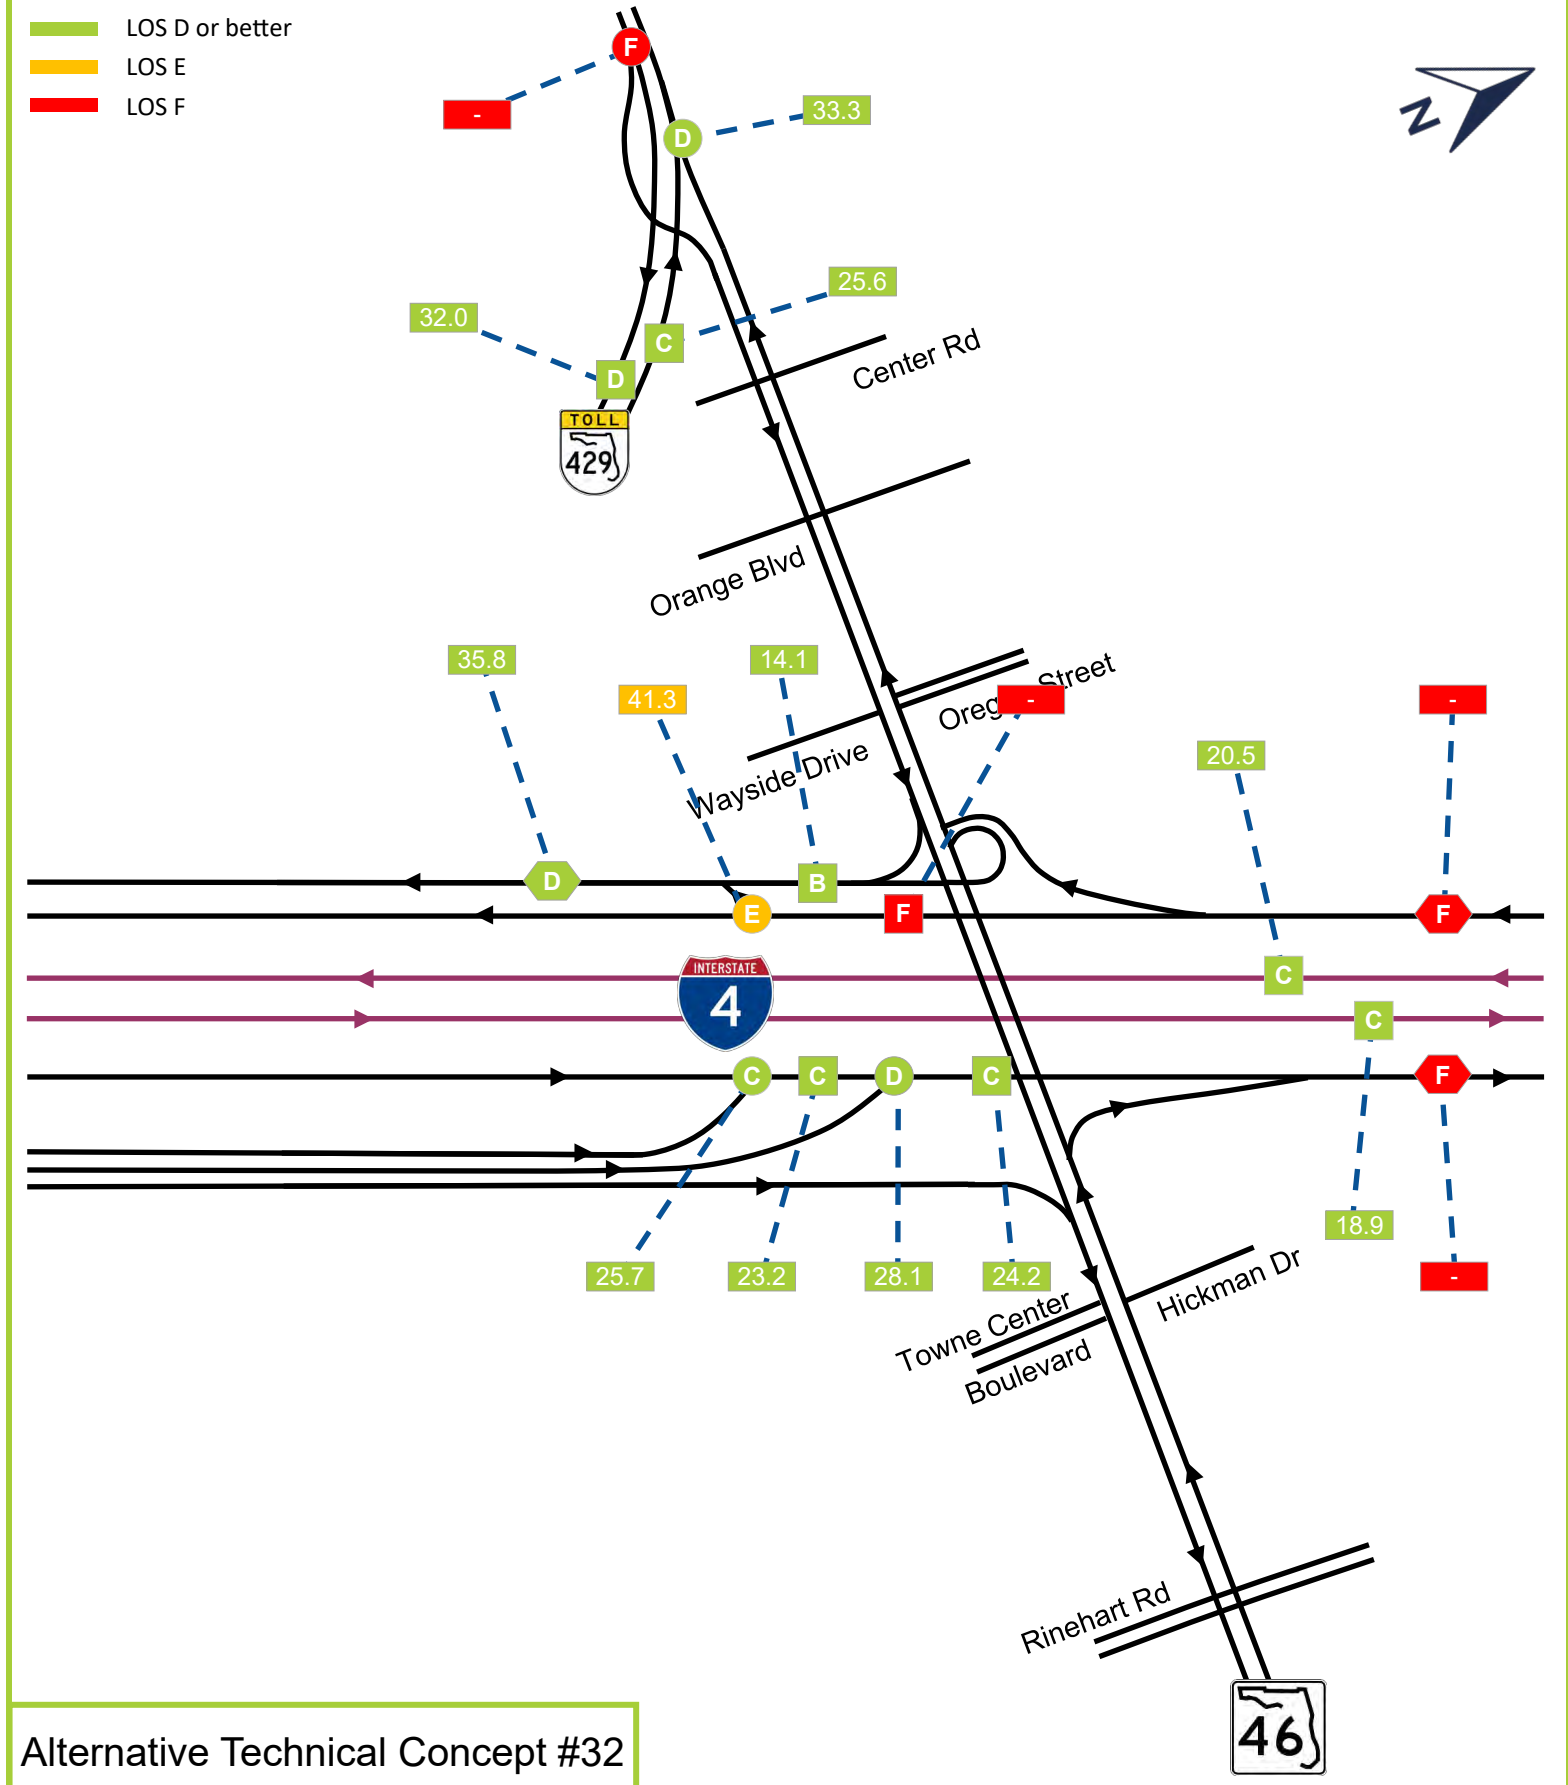 LOS D or better
LOS E
LOS F
F
-
33.3
D
N
25.6
32.0
C
D
Center Rd
TOLL
429
Orange Blvd
35.8
14.1
41.3
-
Street
-
Wayside Drive
20.5
D
B
E
F
F
INTERSTATE
4
C
C
C
C
D
C
F
25.7
23.2
28.1
24.2
18.9
-
Hickman Dr
Towne Center
Boulevard
Rinehart Rd
46
Alternative Technical Concept #32